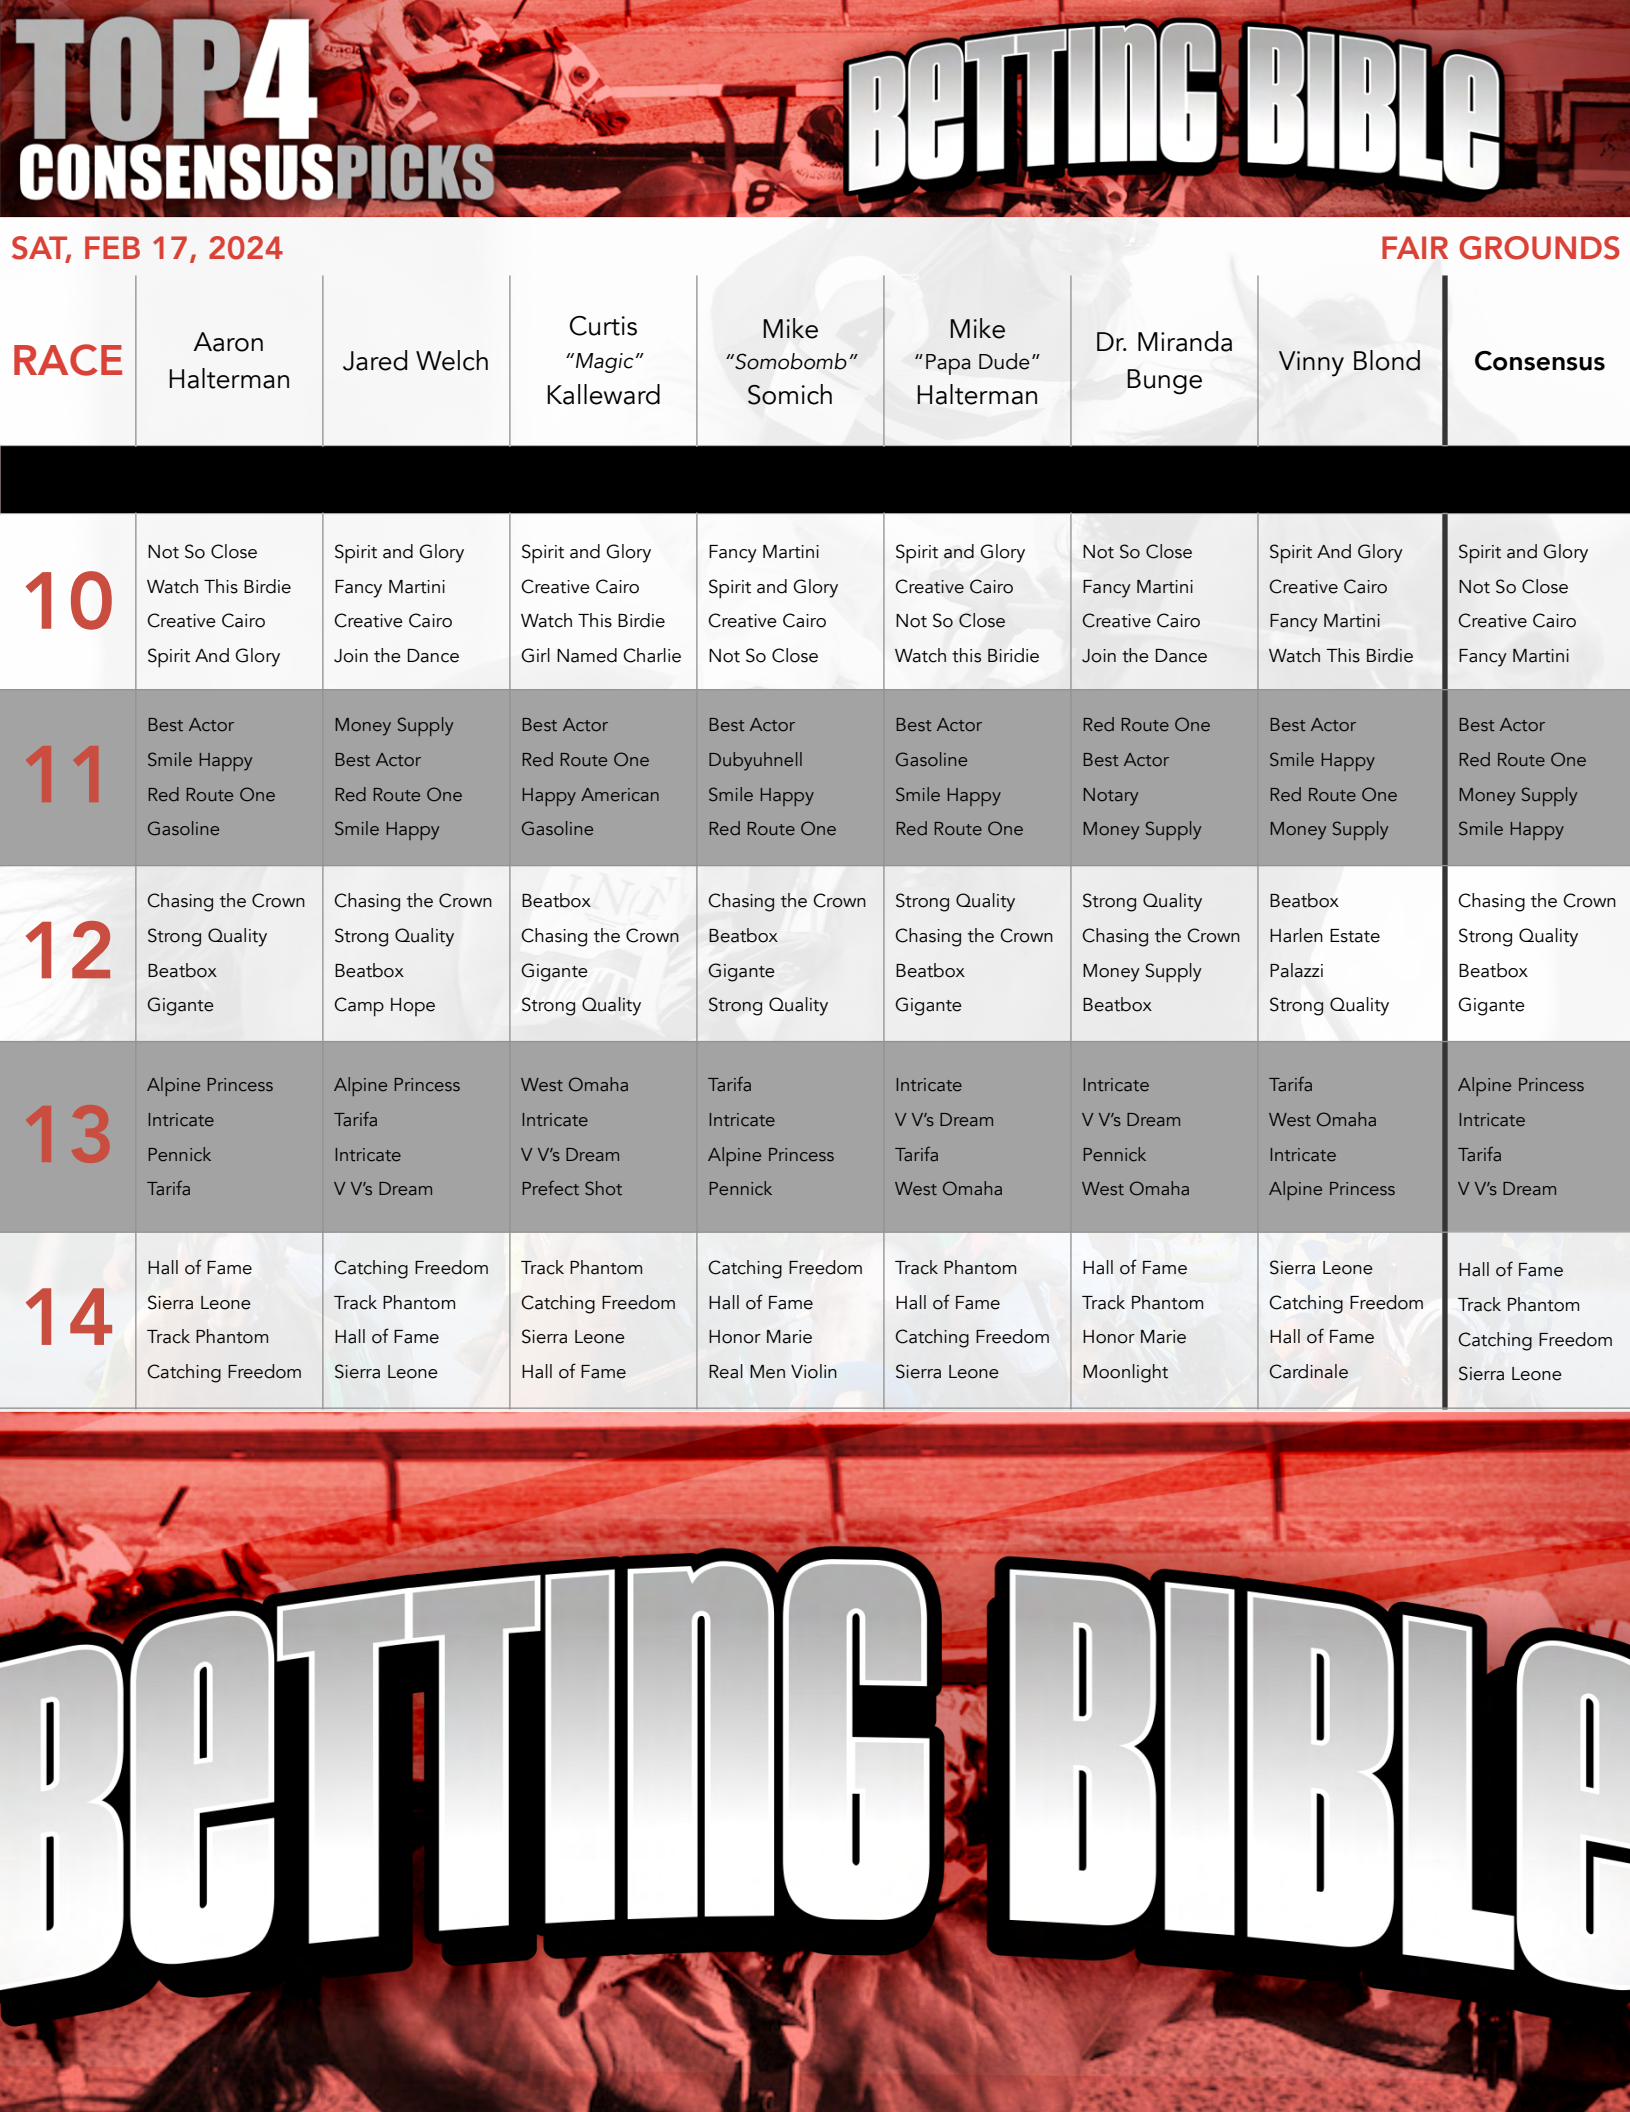 TOP4
CONSENSUSPICKS
BETTING BIBLE
8
SAT, FEB 17, 2024
FAIR GROUNDS
RACE
Aaron
Halterman
Jared Welch
Curtis
“Magic”
Kalleward
Mike
“Somobomb”
Somich
Mike
“Papa Dude”
Halterman
Dr. Miranda
Bunge
Vinny Blond
Consensus
10
Not So Close
Watch This Birdie
Creative Cairo
Spirit And Glory
Spirit and Glory
Fancy Martini
Creative Cairo
Join the Dance
Spirit and Glory
Creative Cairo
Watch This Birdie
Girl Named Charlie
Fancy Martini
Spirit and Glory
Creative Cairo
Not So Close
Spirit and Glory
Creative Cairo
Not So Close
Watch this Biridie
Not So Close
Fancy Martini
Creative Cairo
Join the Dance
Spirit And Glory
Creative Cairo
Fancy Martini
Watch This Birdie
Spirit and Glory
Not So Close
Creative Cairo
Fancy Martini
11
Best Actor
Smile Happy
Red Route One
Gasoline
Money Supply
Best Actor
Red Route One
Smile Happy
Best Actor
Red Route One
Happy American
Gasoline
Best Actor
Dubyuhnell
Smile Happy
Red Route One
Best Actor
Gasoline
Smile Happy
Red Route One
Red Route One
Best Actor
Notary
Money Supply
Best Actor
Smile Happy
Red Route One
Money Supply
Best Actor
Red Route One
Money Supply
Smile Happy
12
Chasing the Crown
Strong Quality
Beatbox
Gigante
Chasing the Crown
Strong Quality
Beatbox
Camp Hope
Beatbox
Chasing the Crown
Gigante
Strong Quality
Chasing the Crown
Beatbox
Gigante
Strong Quality
Strong Quality
Chasing the Crown
Beatbox
Gigante
Strong Quality
Chasing the Crown
Money Supply
Beatbox
Beatbox
Harlen Estate
Palazzi
Strong Quality
Chasing the Crown
Strong Quality
Beatbox
Gigante
13
Alpine Princess
Intricate
Pennick
Tarifa
Alpine Princess
Tarifa
Intricate
V V’s Dream
West Omaha
Intricate
V V’s Dream
Prefect Shot
Tarifa
Intricate
Alpine Princess
Pennick
Intricate
V V’s Dream
Tarifa
West Omaha
Intricate
V V’s Dream
Pennick
West Omaha
Tarifa
West Omaha
Intricate
Alpine Princess
Alpine Princess
Intricate
Tarifa
V V’s Dream
14
Hall of Fame
Sierra Leone
Track Phantom
Catching Freedom
Catching Freedom
Track Phantom
Hall of Fame
Sierra Leone
Track Phantom
Catching Freedom
Sierra Leone
Hall of Fame
Catching Freedom
Hall of Fame
Honor Marie
Real Men Violin
Track Phantom
Hall of Fame
Catching Freedom
Sierra Leone
Hall of Fame
Track Phantom
Honor Marie
Moonlight
Sierra Leone
Catching Freedom
Hall of Fame
Cardinale
Hall of Fame
Track Phantom
Catching Freedom
Sierra Leone
BETTING BIBLE